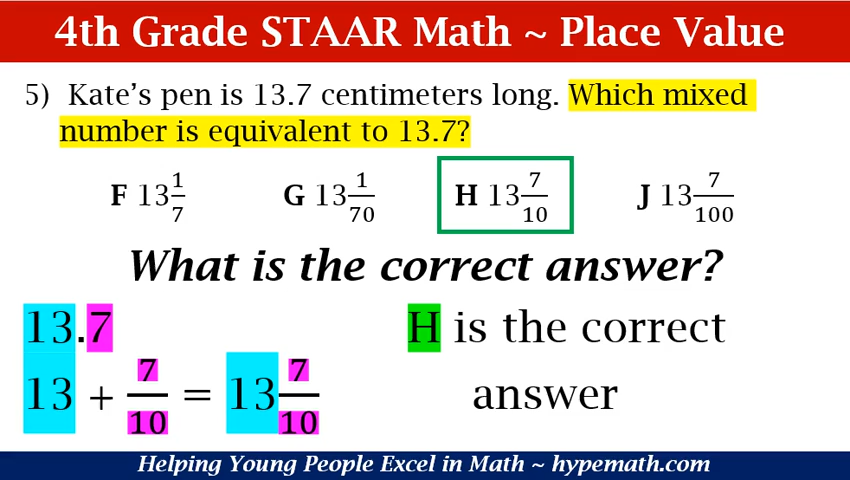 4th Grade STAAR Math ~ Place Value
5) Kate's pen is 13.7 centimeters long. Which mixed
number is equivalent to 13.7?
F 13 1/7 G 13 1/70 H 13 7/10 J 13 7/100
What is the correct answer?
13.7
13 + 7/10 = 13 7/10
H is the correct
answer
Helping Young People Excel in Math ~ hypemath.com